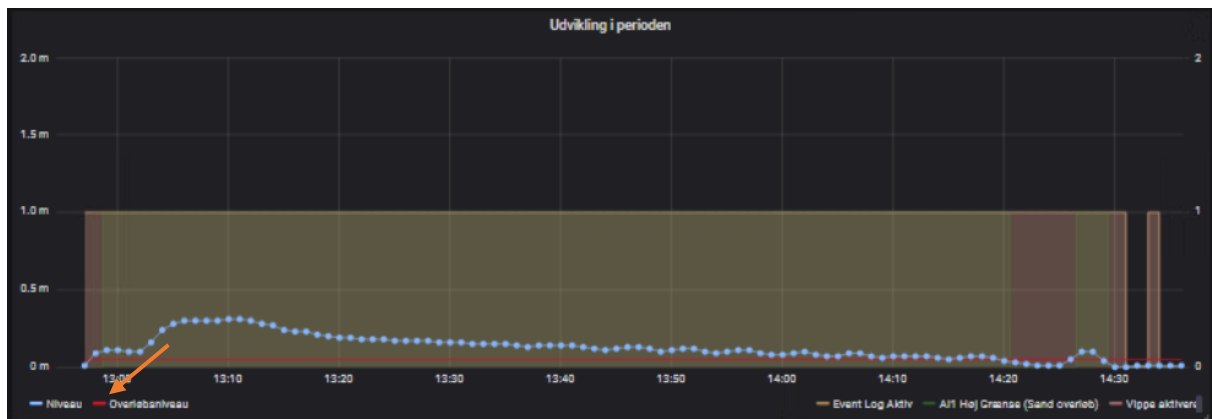 Udvikling i perioden
2.0 m 2
1.5 m
1.0 m 1
0.5 m
0 m 0
13:00 13:10 13:20 13:30 13:40 13:50 14:00 14:10 14:20 14:30
Niveau Overløbsniveau Event Log Aktiv AI1 Høj Grænse (Sand overløb) Vippe aktivere